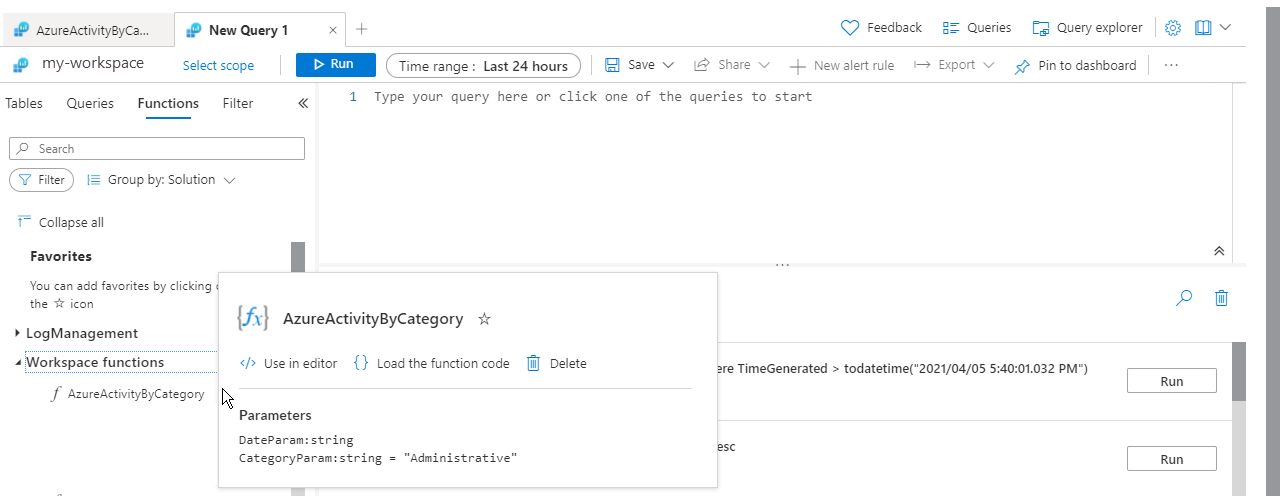 AzureActivityByCa...
New Query 1
Feedback
Queries
Query explorer
my-workspace
Select scope
Run
Time range : Last 24 hours
Save
Share
New alert rule
Export
Pin to dashboard
Tables
Queries
Functions
Filter
1 Type your query here or click one of the queries to start
Search
Filter
Group by: Solution
Collapse all
Favorites
You can add favorites by clicking
the ☆ icon
LogManagement
Workspace functions
f AzureActivityByCategory
{fx} AzureActivityByCategory ☆
</> Use in editor
{} Load the function code
Delete
Parameters
DateParam:string
CategoryParam:string = "Administrative"
TimeGenerated > todatetime("2021/04/05 5:40:01.032 PM")
Run
Run